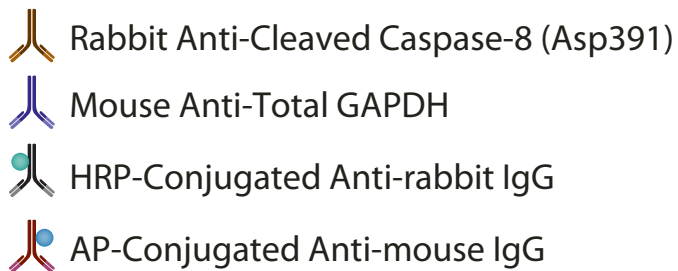 Rabbit Anti-Cleaved Caspase-8 (Asp391)
Mouse Anti-Total GAPDH
HRP-Conjugated Anti-rabbit IgG
AP-Conjugated Anti-mouse IgG